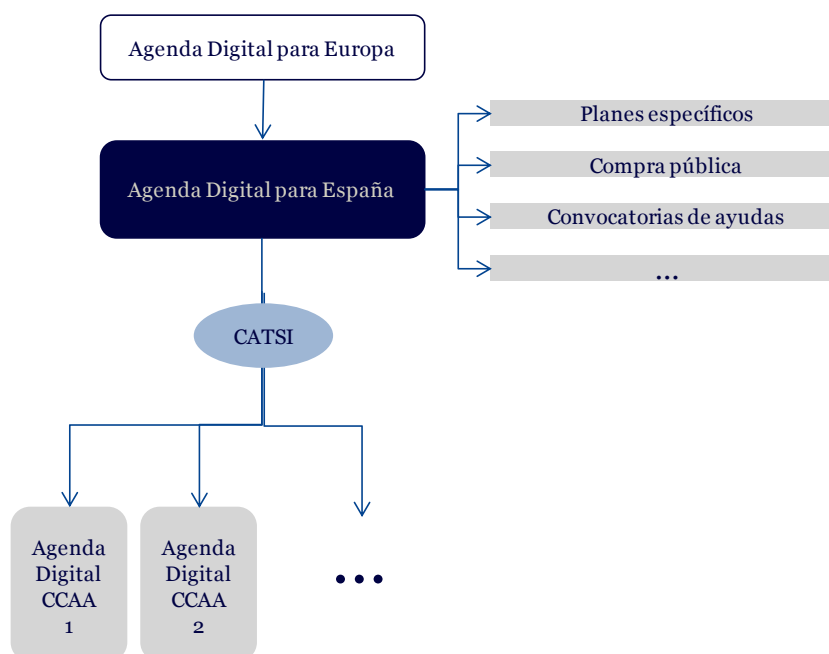 Agenda Digital para Europa
Planes específicos
Compra pública
Agenda Digital para España
Convocatorias de ayudas
...
CATSI
Agenda
Digital
CCAA
1
Agenda
Digital
CCAA
2
...